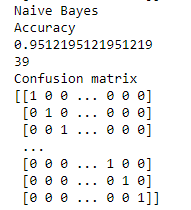 Naive Bayes
Accuracy
0.9512195121951219
39
Confusion matrix
[[1 0 0 ... 0 0 0]
 [0 1 0 ... 0 0 0]
 [0 0 1 ... 0 0 0]
 ...
 [0 0 0 ... 1 0 0]
 [0 0 0 ... 0 1 0]
 [0 0 0 ... 0 0 1]]